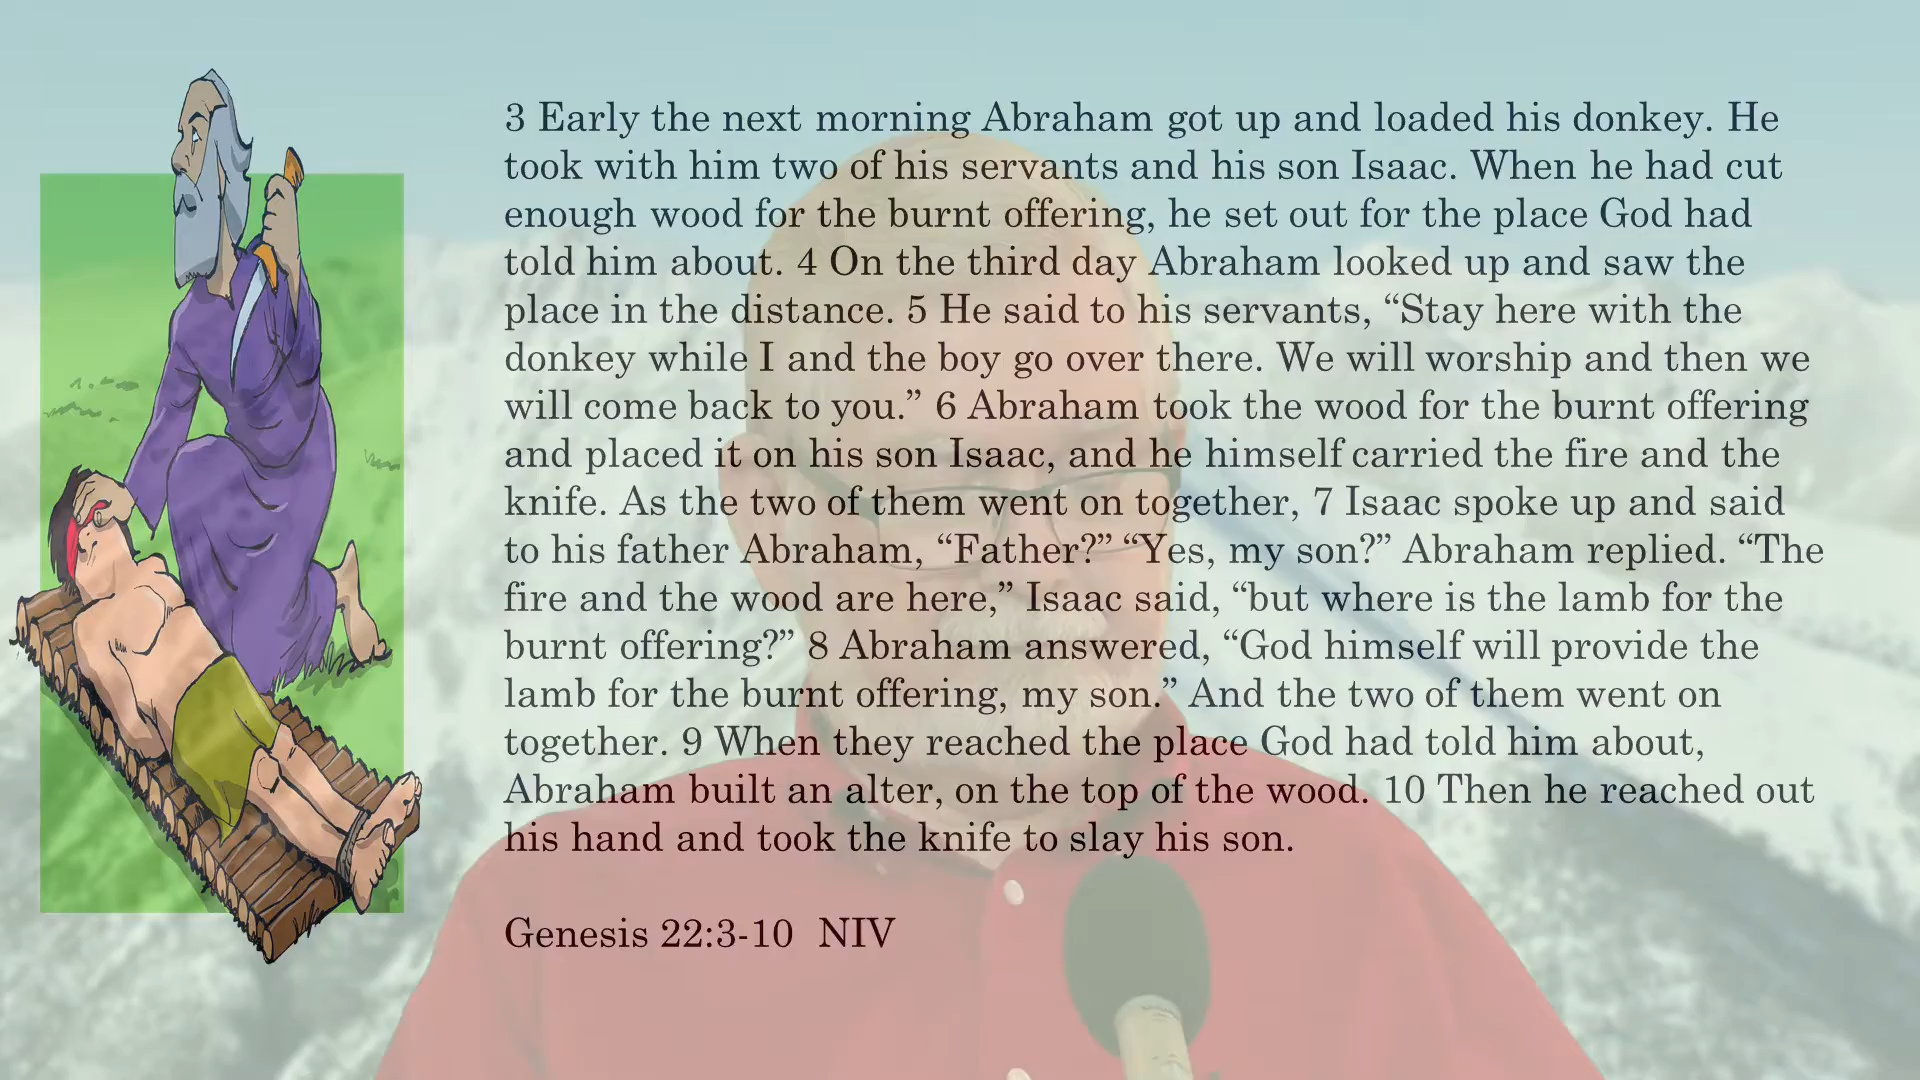 3 Early the next morning Abraham got up and loaded his donkey. He
took with him two of his servants and his son Isaac. When he had cut
enough wood for the burnt offering, he set out for the place God had
told him about. 4 On the third day Abraham looked up and saw the
place in the distance. 5 He said to his servants, “Stay here with the
donkey while I and the boy go over there. We will worship and then we
will come back to you.” 6 Abraham took the wood for the burnt offering
and placed it on his son Isaac, and he himself carried the fire and the
knife. As the two of them went on together, 7 Isaac spoke up and said
to his father Abraham, “Father?” “Yes, my son?” Abraham replied. “The
fire and the wood are here,” Isaac said, “but where is the lamb for the
burnt offering?” 8 Abraham answered, “God himself will provide the
lamb for the burnt offering, my son.” And the two of them went on
together. 9 When they reached the place God had told him about,
Abraham built an alter, on the top of the wood. 10 Then he reached out
his hand and took the knife to slay his son.
Genesis 22:3-10 NIV